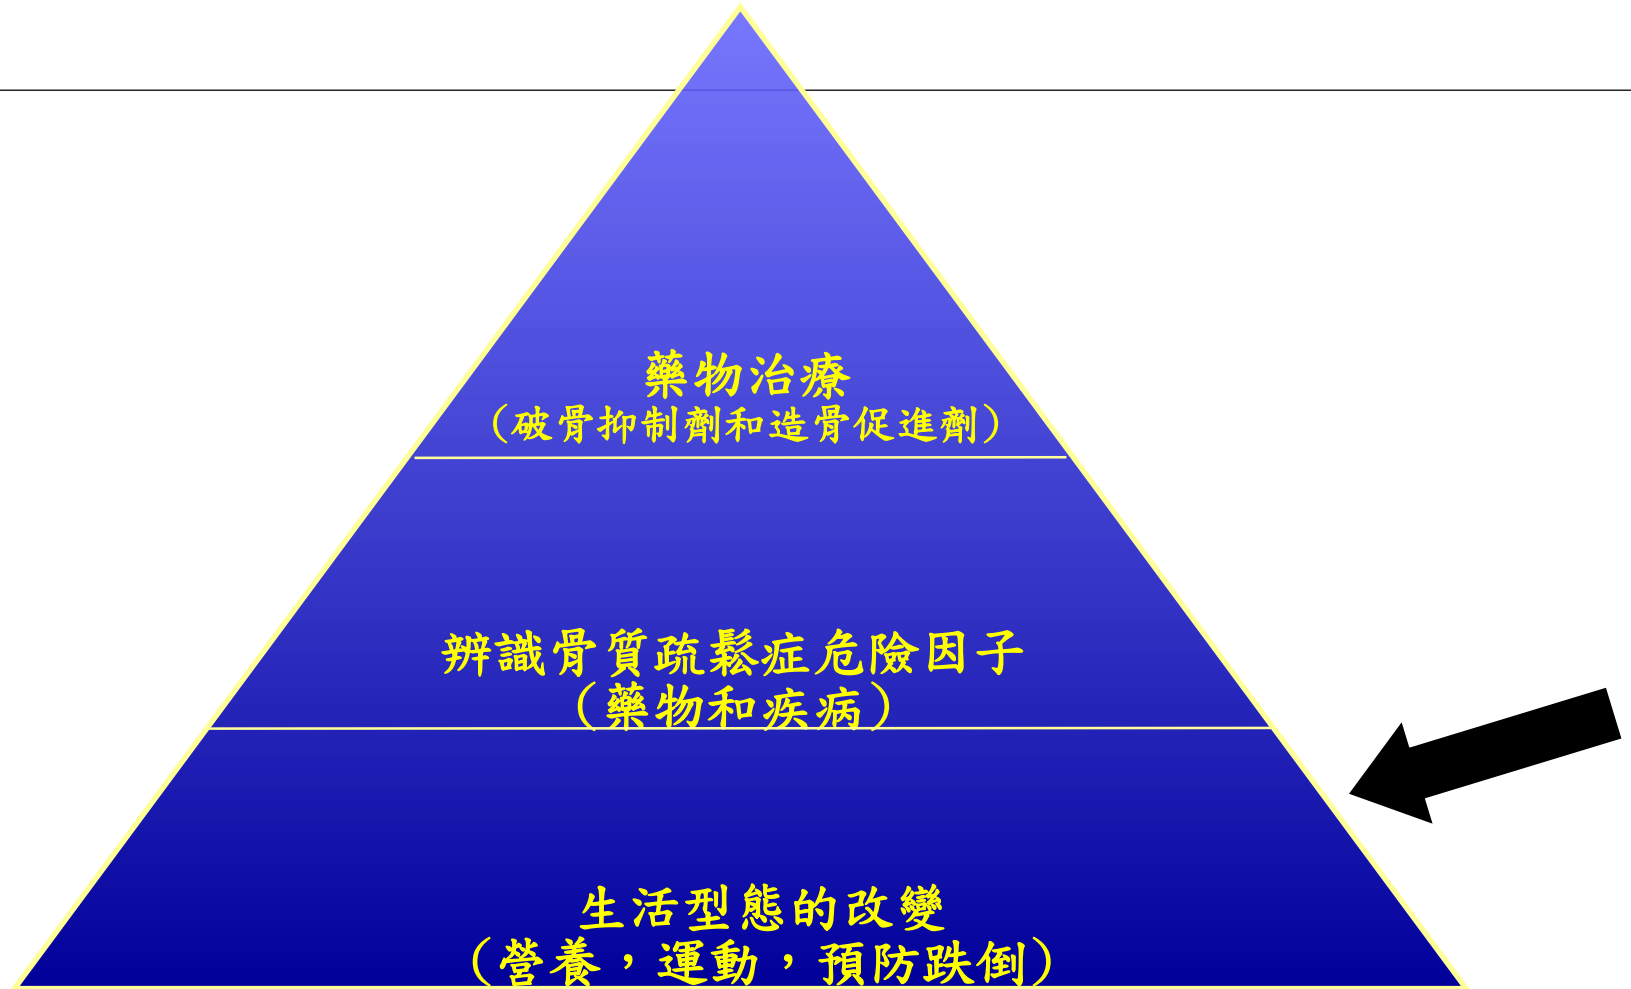 藥物治療
（破骨抑制劑和造骨促進劑）
辨識骨質疏鬆症危險因子
（藥物和疾病）
生活型態的改變
（營養，運動，預防跌倒）